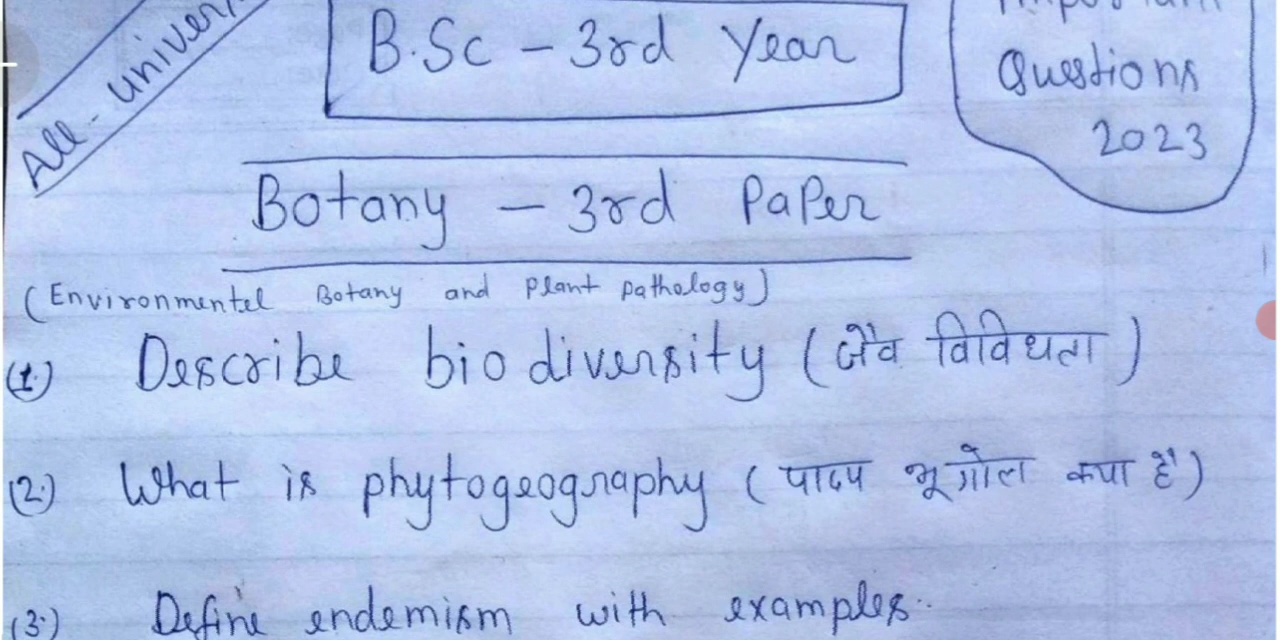 All - Univer
B.Sc - 3rd Year
Questions
2023
Botany - 3rd PaPer
(Environmentel Botany and Plant pathology)
(1.) Describe biodiversity (जैव विविधता)
(2.) What is phytogeography (पादप भूगोल क्या है)
(3.) Define endemism with examples..